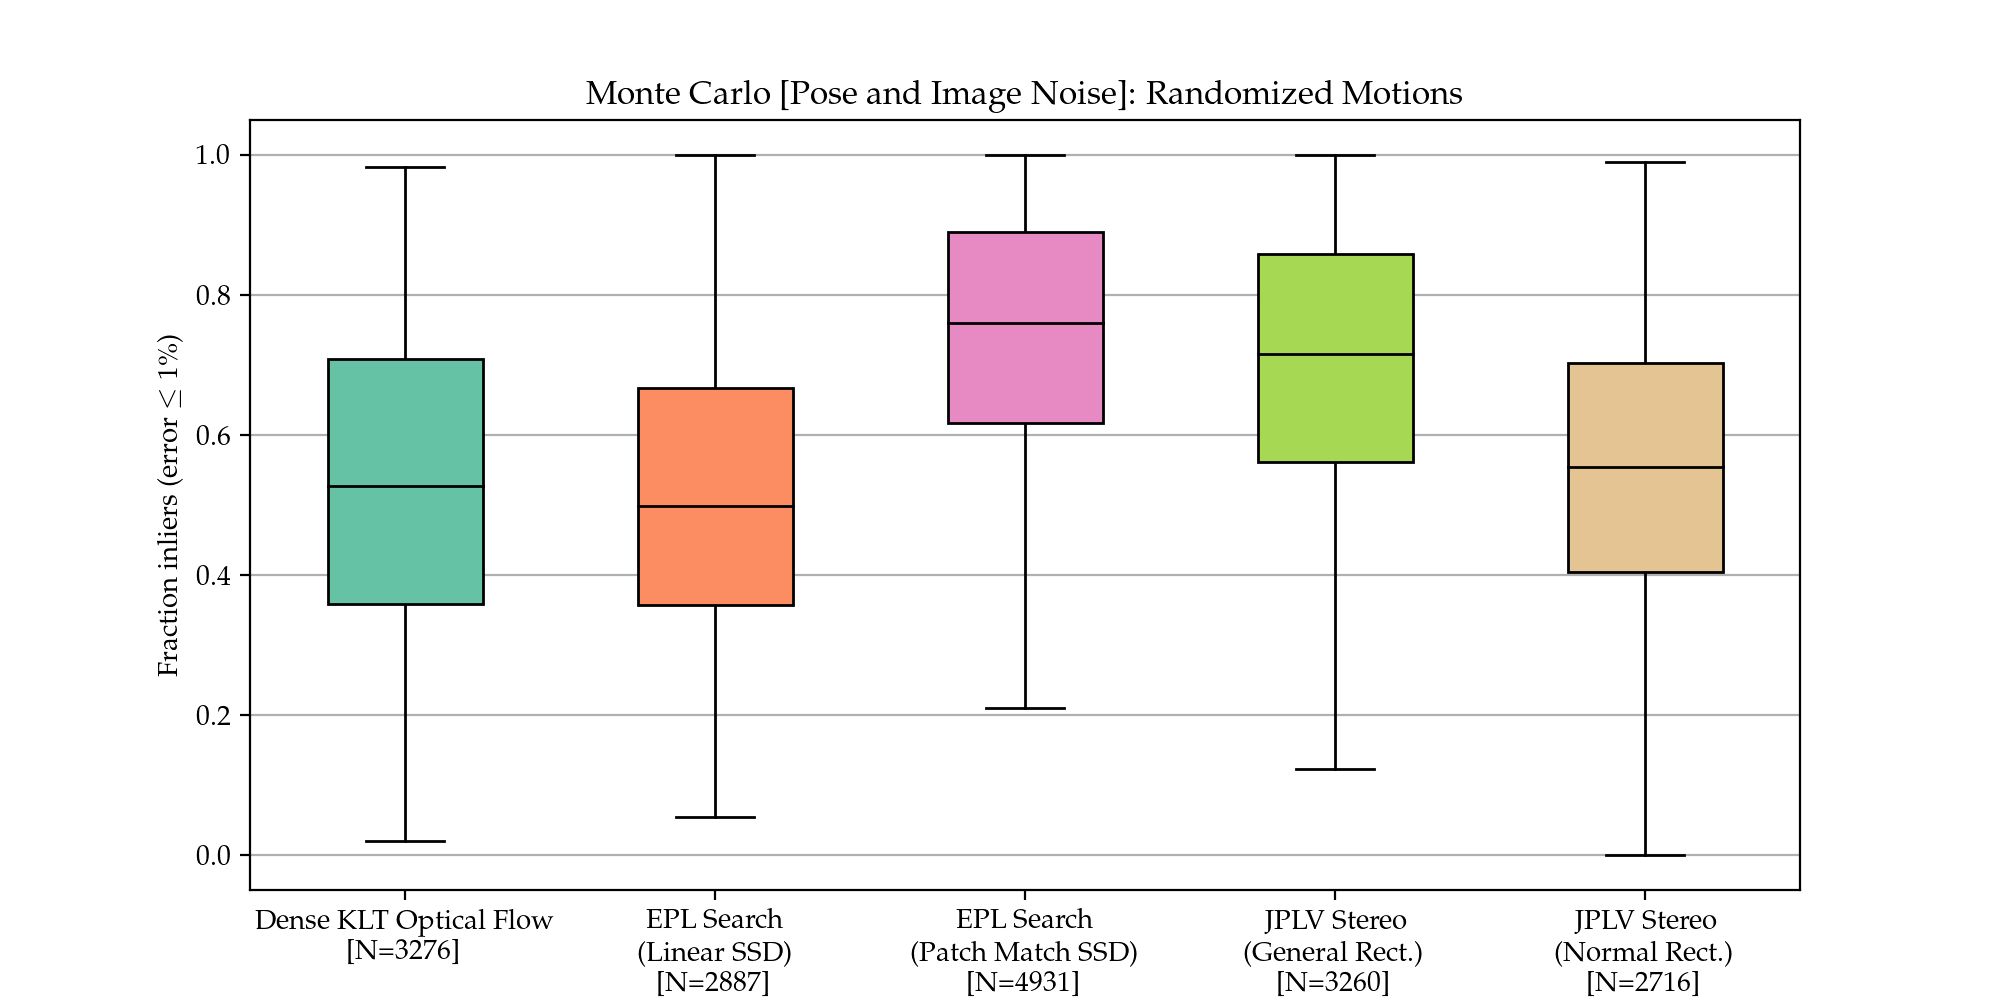 Monte Carlo [Pose and Image Noise]: Randomized Motions
Fraction inliers (error ≤ 1%)
1.0
0.8
0.6
0.4
0.2
0.0
Dense KLT Optical Flow
[N=3276]
EPL Search
(Linear SSD)
[N=2887]
EPL Search
(Patch Match SSD)
[N=4931]
JPLV Stereo
(General Rect.)
[N=3260]
JPLV Stereo
(Normal Rect.)
[N=2716]